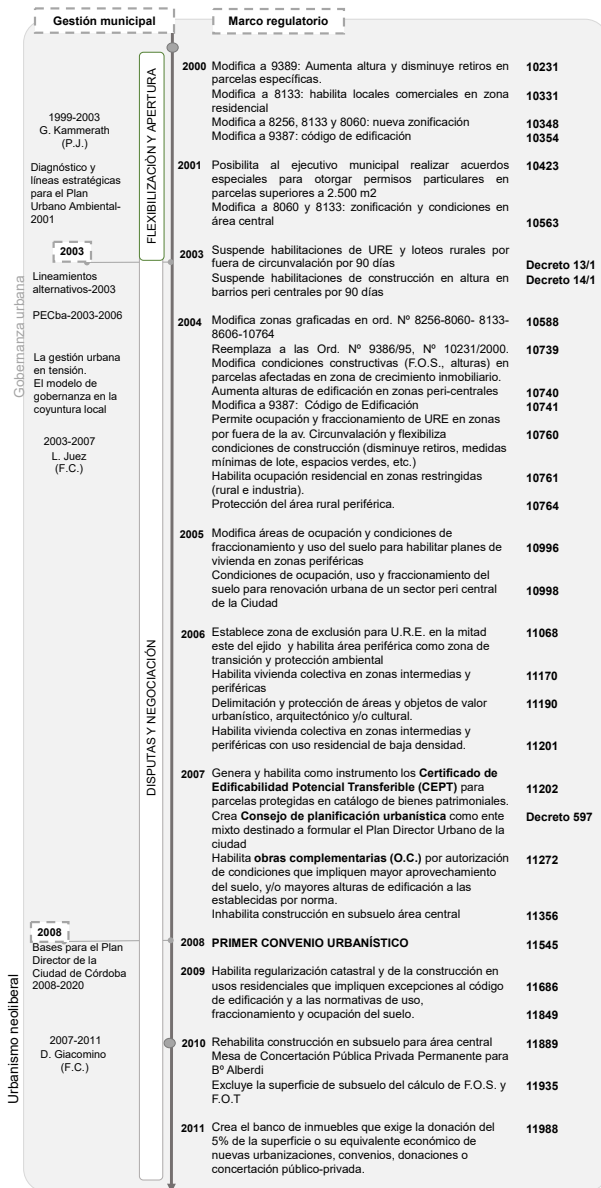 Gestión municipal
Marco regulatorio
Gobernanza urbana
Urbanismo neoliberal
1999-2003
G. Kammerath
(P.J.)
Diagnóstico y
líneas estratégicas
para el Plan
Urbano Ambiental-
2001
2003
Lineamientos
alternativos-2003
PECba-2003-2006
La gestión urbana
en tensión.
El modelo de
gobernanza en la
coyuntura local
2003-2007
L. Juez
(F.C.)
2008
Bases para el Plan
Director de la
Ciudad de Córdoba
2008-2020
2007-2011
D. Giacomino
(F.C.)
FLEXIBILIZACIÓN Y APERTURA
DISPUTAS Y NEGOCIACIÓN
2000 Modifica a 9389: Aumenta altura y disminuye retiros en 10231
parcelas específicas.
Modifica a 8133: habilita locales comerciales en zona 10331
residencial
Modifica a 8256, 8133 y 8060: nueva zonificación 10348
Modifica a 9387: código de edificación 10354
2001 Posibilita al ejecutivo municipal realizar acuerdos 10423
especiales para otorgar permisos particulares en
parcelas superiores a 2.500 m2
Modifica a 8060 y 8133: zonificación y condiciones en
área central 10563
2003 Suspende habilitaciones de URE y loteos rurales por
fuera de circunvalación por 90 días Decreto 13/1
Suspende habilitaciones de construcción en altura en Decreto 14/1
barrios peri centrales por 90 días
2004 Modifica zonas graficadas en ord. Nº 8256-8060- 8133- 10588
8606-10764
Reemplaza a las Ord. Nº 9386/95, Nº 10231/2000. 10739
Modifica condiciones constructivas (F.O.S., alturas) en
parcelas afectadas en zona de crecimiento inmobiliario.
Aumenta alturas de edificación en zonas peri-centrales 10740
Modifica a 9387: Código de Edificación 10741
Permite ocupación y fraccionamiento de URE en zonas
por fuera de la av. Circunvalación y flexibiliza 10760
condiciones de construcción (disminuye retiros, medidas
mínimas de lote, espacios verdes, etc.)
Habilita ocupación residencial en zonas restringidas 10761
(rural e industria).
Protección del área rural periférica. 10764
2005 Modifica áreas de ocupación y condiciones de
fraccionamiento y uso del suelo para habilitar planes de 10996
vivienda en zonas periféricas
Condiciones de ocupación, uso y fraccionamiento del
suelo para renovación urbana de un sector peri central 10998
de la Ciudad
2006 Establece zona de exclusión para U.R.E. en la mitad 11068
este del ejido y habilita área periférica como zona de
transición y protección ambiental
Habilita vivienda colectiva en zonas intermedias y 11170
periféricas
Delimitación y protección de áreas y objetos de valor 11190
urbanístico, arquitectónico y/o cultural.
Habilita vivienda colectiva en zonas intermedias y
periféricas con uso residencial de baja densidad. 11201
2007 Genera y habilita como instrumento los Certificado de
Edificabilidad Potencial Transferible (CEPT) para 11202
parcelas protegidas en catálogo de bienes patrimoniales.
Crea Consejo de planificación urbanística como ente Decreto 597
mixto destinado a formular el Plan Director Urbano de la
ciudad
Habilita obras complementarias (O.C.) por autorización 11272
de condiciones que impliquen mayor aprovechamiento
del suelo, y/o mayores alturas de edificación a las
establecidas por norma.
Inhabilita construcción en subsuelo área central 11356
2008 PRIMER CONVENIO URBANÍSTICO 11545
2009 Habilita regularización catastral y de la construcción en
usos residenciales que impliquen excepciones al código 11686
de edificación y a las normativas de uso,
fraccionamiento y ocupación del suelo. 11849
2010 Rehabilita construcción en subsuelo para área central 11889
Mesa de Concertación Pública Privada Permanente para
Bº Alberdi
Excluye la superficie de subsuelo del cálculo de F.O.S. y 11935
F.O.T
2011 Crea el banco de inmuebles que exige la donación del 11988
5% de la superficie o su equivalente económico de
nuevas urbanizaciones, convenios, donaciones o
concertación público-privada.